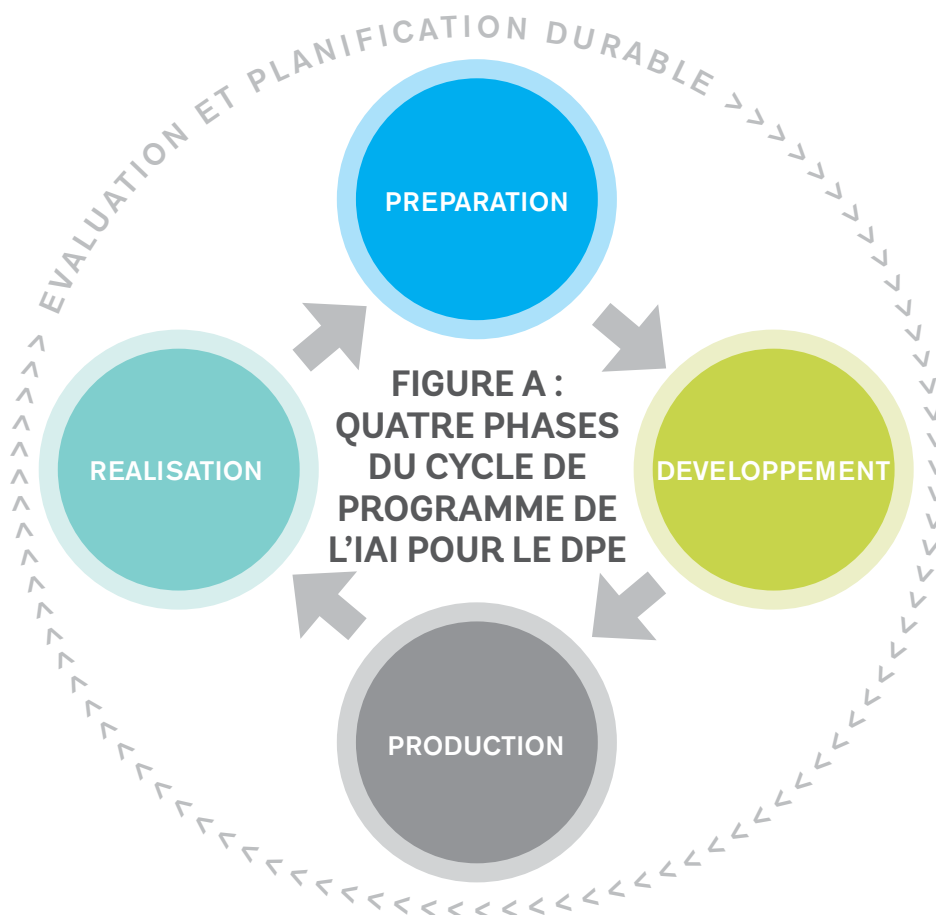 EVALUATION ET PLANIFICATION DURABLE
PREPARATION
FIGURE A :
QUATRE PHASES
DU CYCLE DE
PROGRAMME DE
L'IAI POUR LE DPE
REALISATION
DEVELOPPEMENT
PRODUCTION